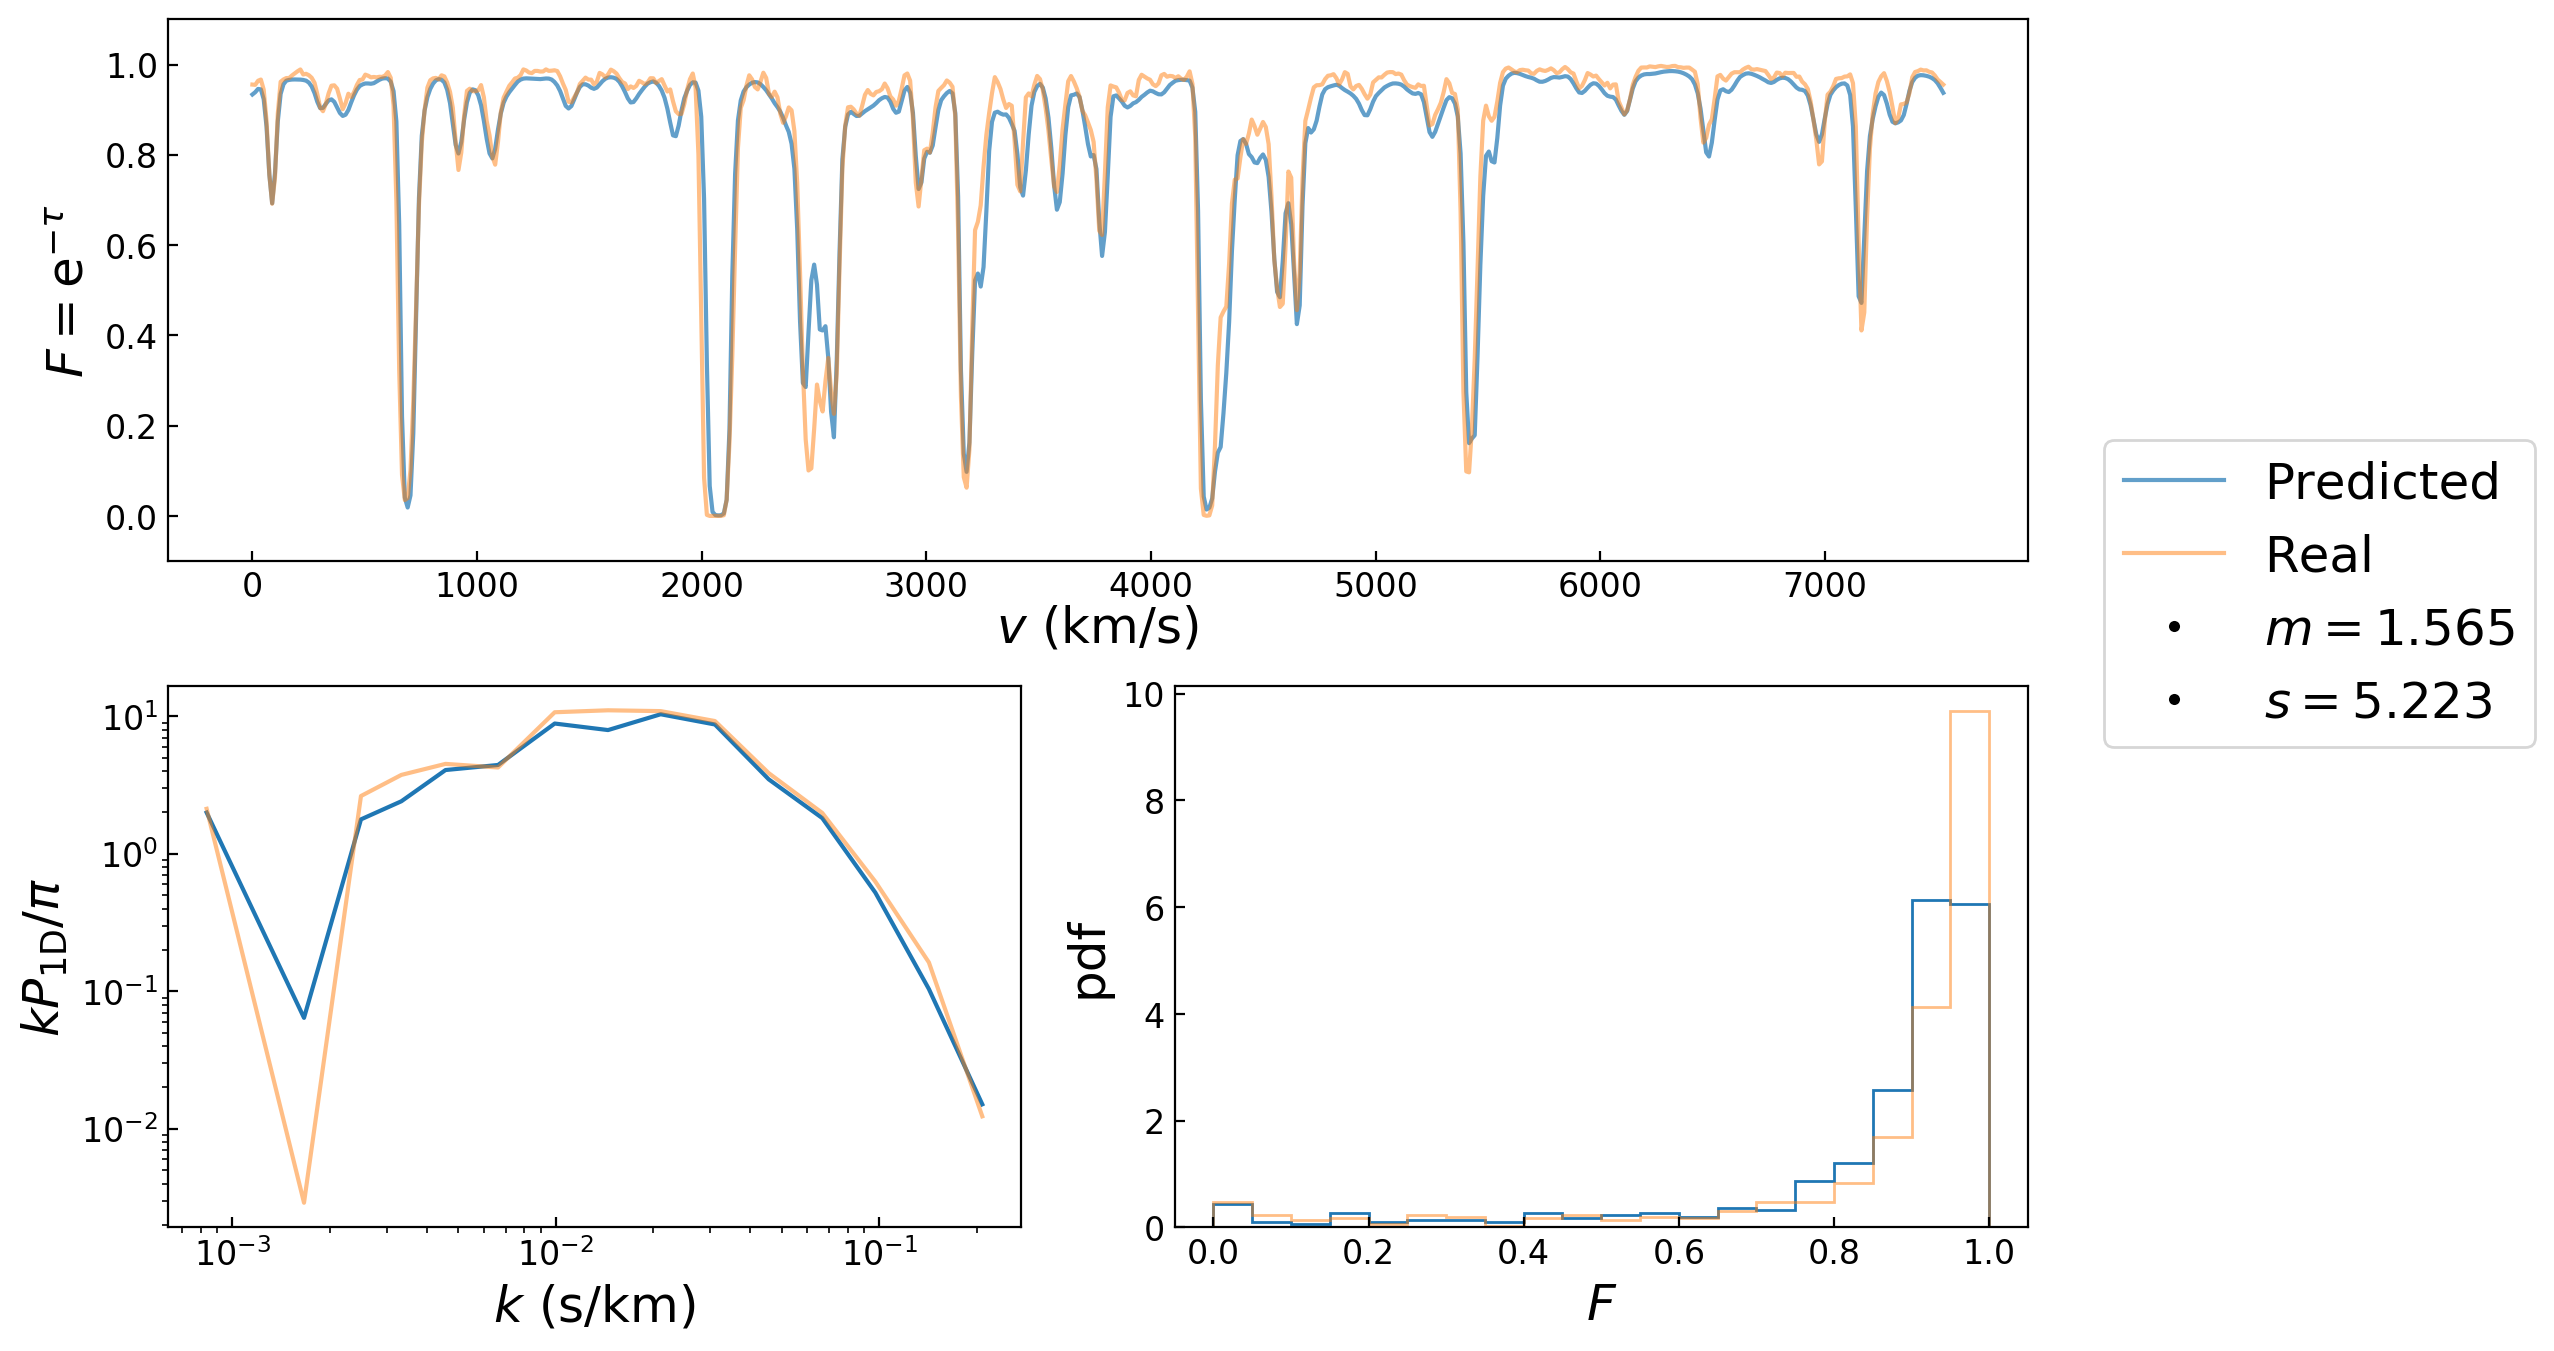 1.0
0.8
0.6
0.4
0.2
0.0
F = e^{−τ}
0 1000 2000 3000 4000 5000 6000 7000
v (km/s)
Predicted
Real
m = 1.565
s = 5.223
10^1
10^0
10^{−1}
10^{−2}
kP_{1D}/π
10^{−3} 10^{−2} 10^{−1}
k (s/km)
10
8
6
4
2
0
pdf
0.0 0.2 0.4 0.6 0.8 1.0
F